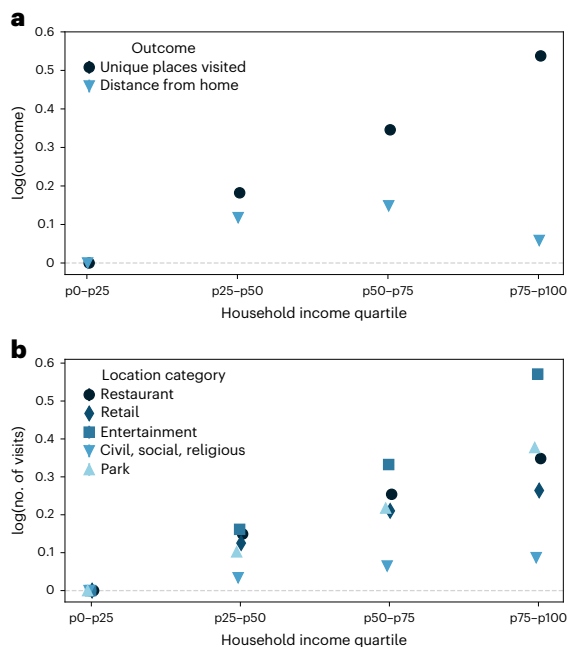 a
Outcome
Unique places visited
Distance from home
log(outcome)
0.6
0.5
0.4
0.3
0.2
0.1
0
p0–p25
p25–p50
p50–p75
p75–p100
Household income quartile
b
Location category
Restaurant
Retail
Entertainment
Civil, social, religious
Park
log(no. of visits)
0.6
0.5
0.4
0.3
0.2
0.1
0
p0–p25
p25–p50
p50–p75
p75–p100
Household income quartile